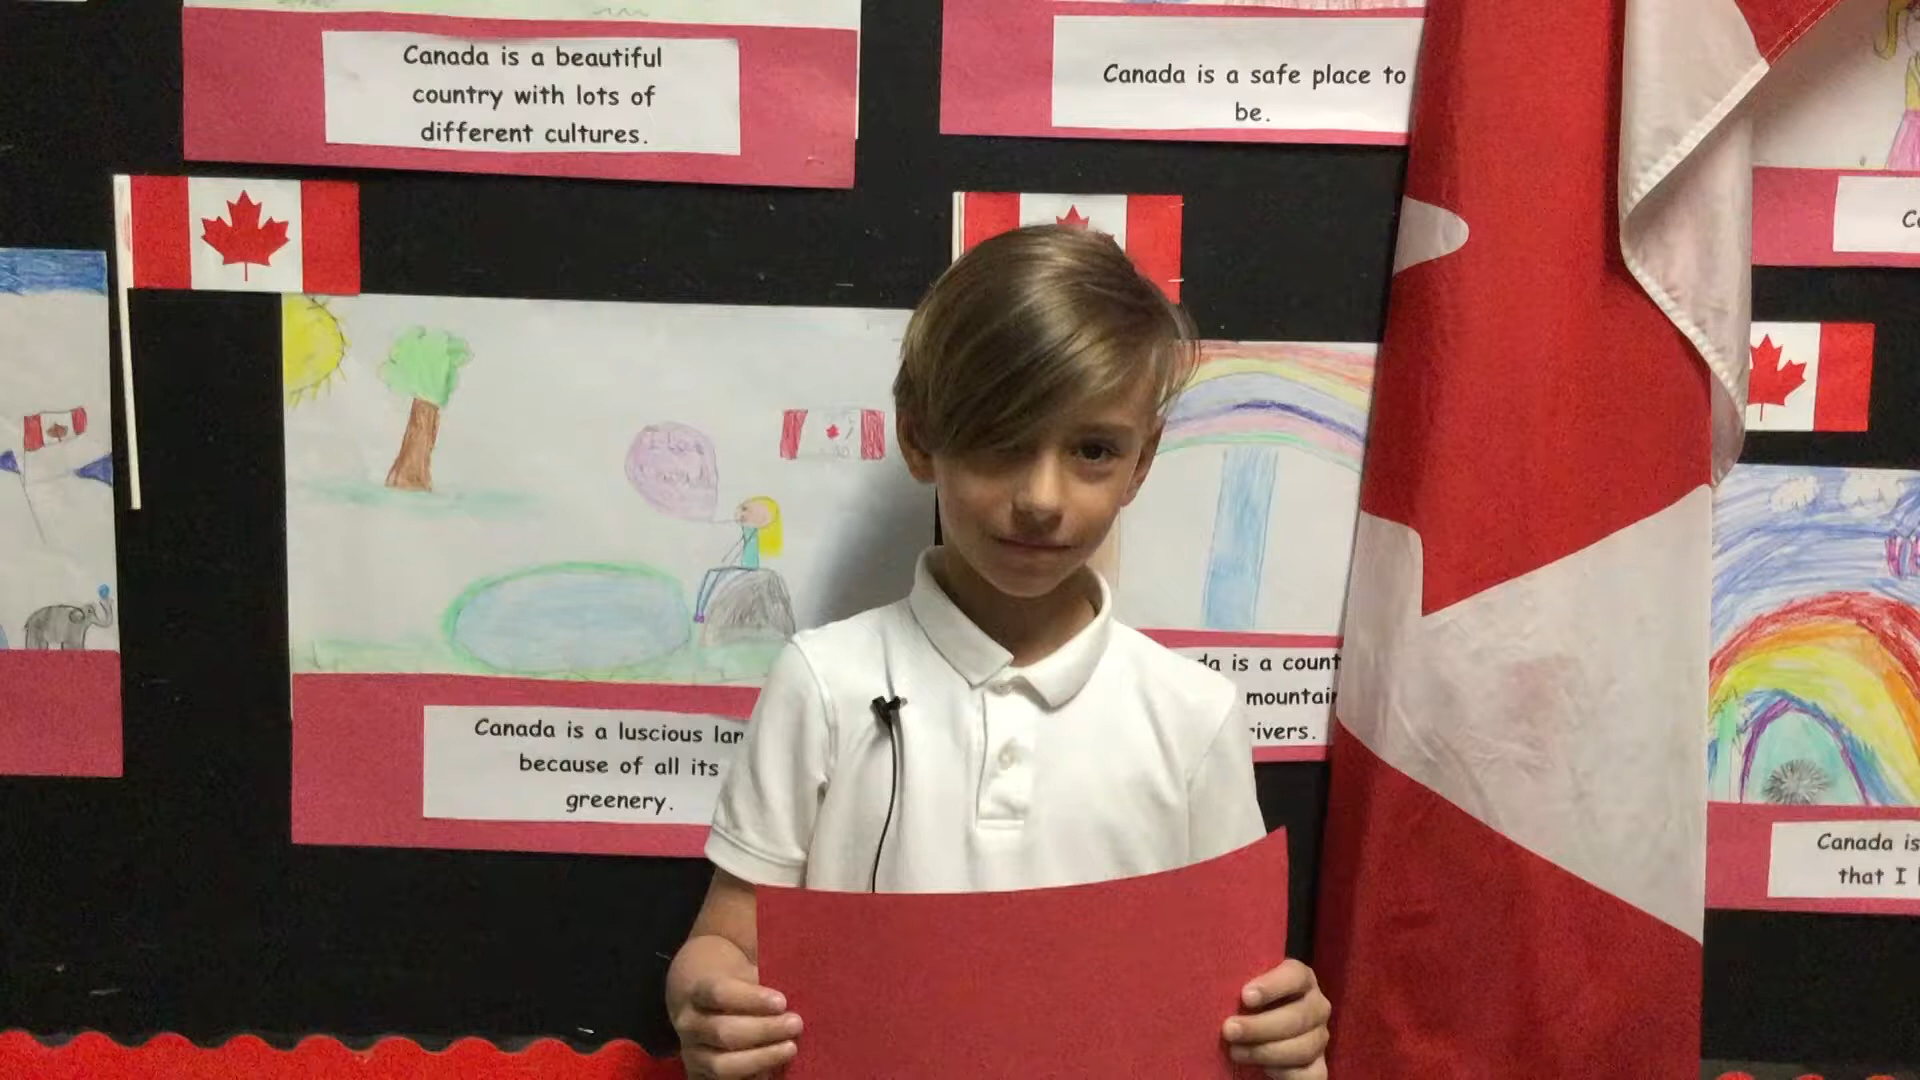 Canada is a beautiful
country with lots of
different cultures.
Canada is a safe place to
be.
Canada is a luscious
because of all its
greenery.
is a
rivers.
Canada is
that I